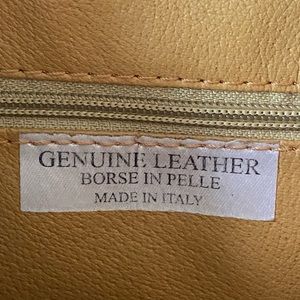 GENUINE LEATHER
BORSE IN PELLE
MADE IN ITALY